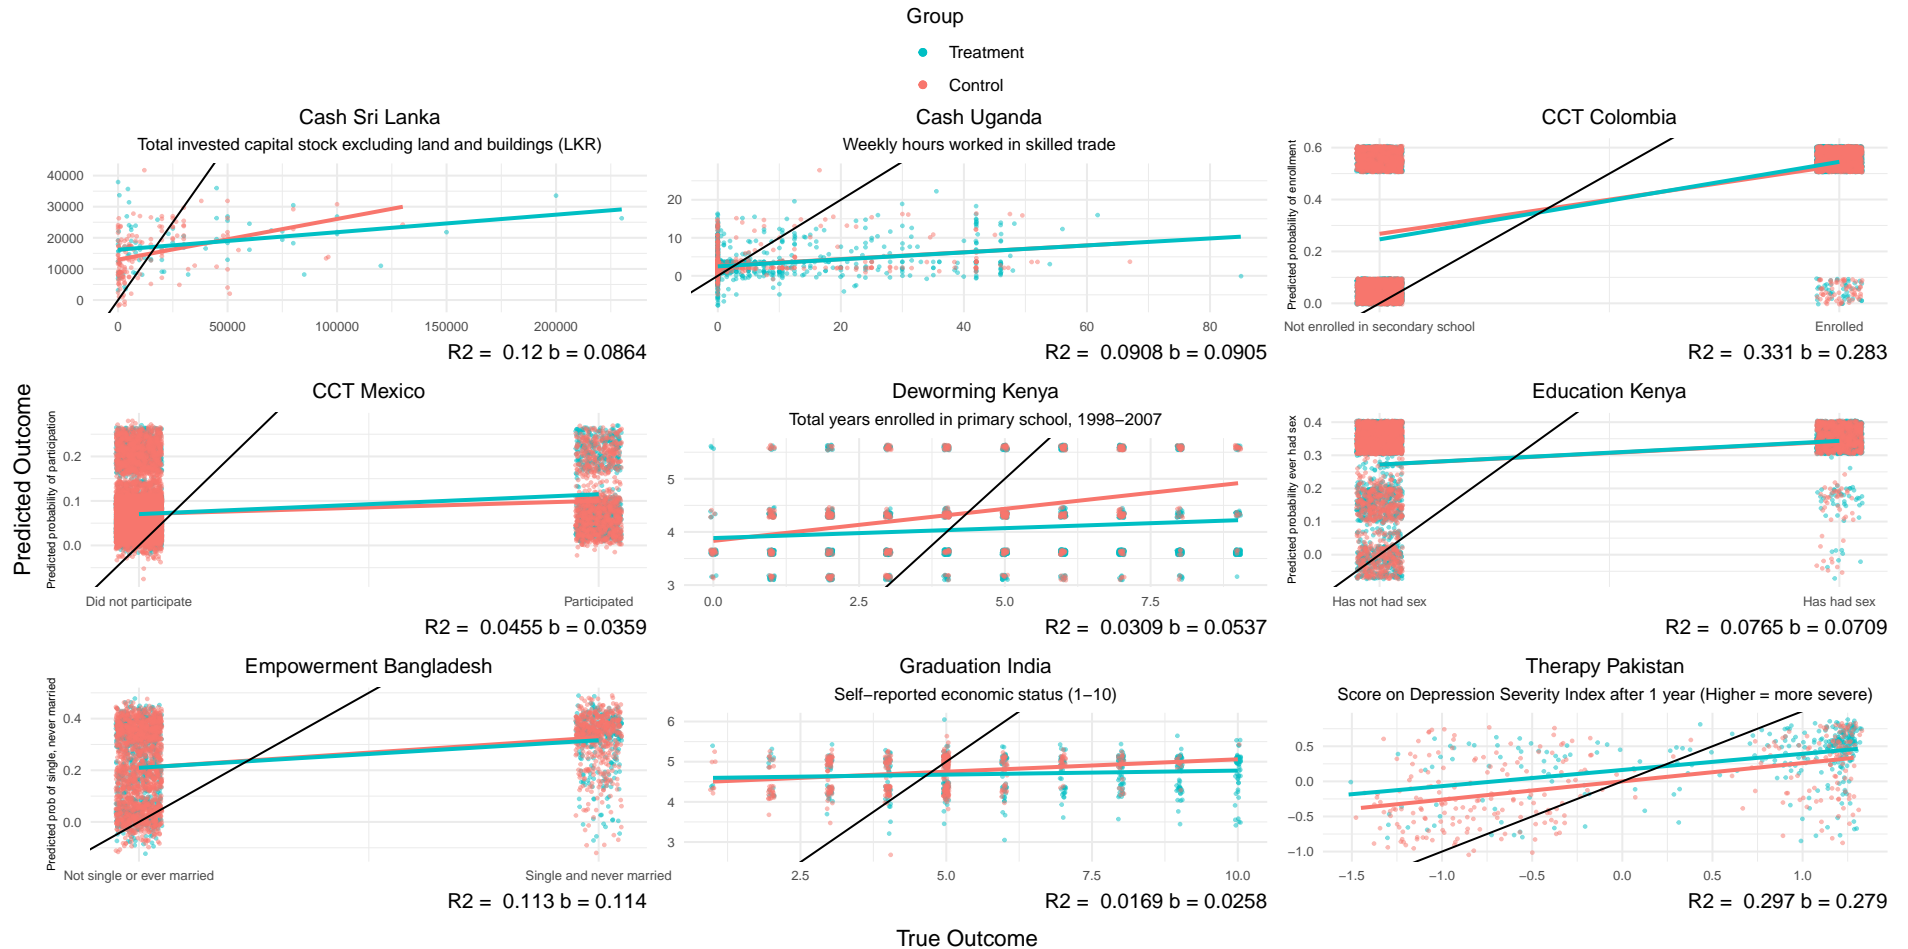 Group
Treatment
Control
Cash Sri Lanka
Total invested capital stock excluding land and buildings (LKR)
40000
30000
20000
10000
0
0 50000 100000 150000 200000
R2 = 0.12 b = 0.0864
Cash Uganda
Weekly hours worked in skilled trade
20
10
0
0 20 40 60 80
R2 = 0.0908 b = 0.0905
CCT Colombia
Predicted probability of enrollment
0.6
0.4
0.2
0.0
Not enrolled in secondary school Enrolled
R2 = 0.331 b = 0.283
Predicted Outcome
CCT Mexico
Predicted probability of participation
0.2
0.1
0.0
Did not participate Participated
R2 = 0.0455 b = 0.0359
Deworming Kenya
Total years enrolled in primary school, 1998−2007
5
4
3
0.0 2.5 5.0 7.5
R2 = 0.0309 b = 0.0537
Education Kenya
Predicted probability ever had sex
0.4
0.3
0.2
0.1
0.0
Has not had sex Has had sex
R2 = 0.0765 b = 0.0709
Empowerment Bangladesh
Predicted prob of single, never married
0.4
0.2
0.0
Not single or ever married Single and never married
R2 = 0.113 b = 0.114
Graduation India
Self−reported economic status (1−10)
6
5
4
3
2.5 5.0 7.5 10.0
R2 = 0.0169 b = 0.0258
Therapy Pakistan
Score on Depression Severity Index after 1 year (Higher = more severe)
0.5
0.0
−0.5
−1.0
−1.5 −1.0 −0.5 0.0 0.5 1.0
R2 = 0.297 b = 0.279
True Outcome